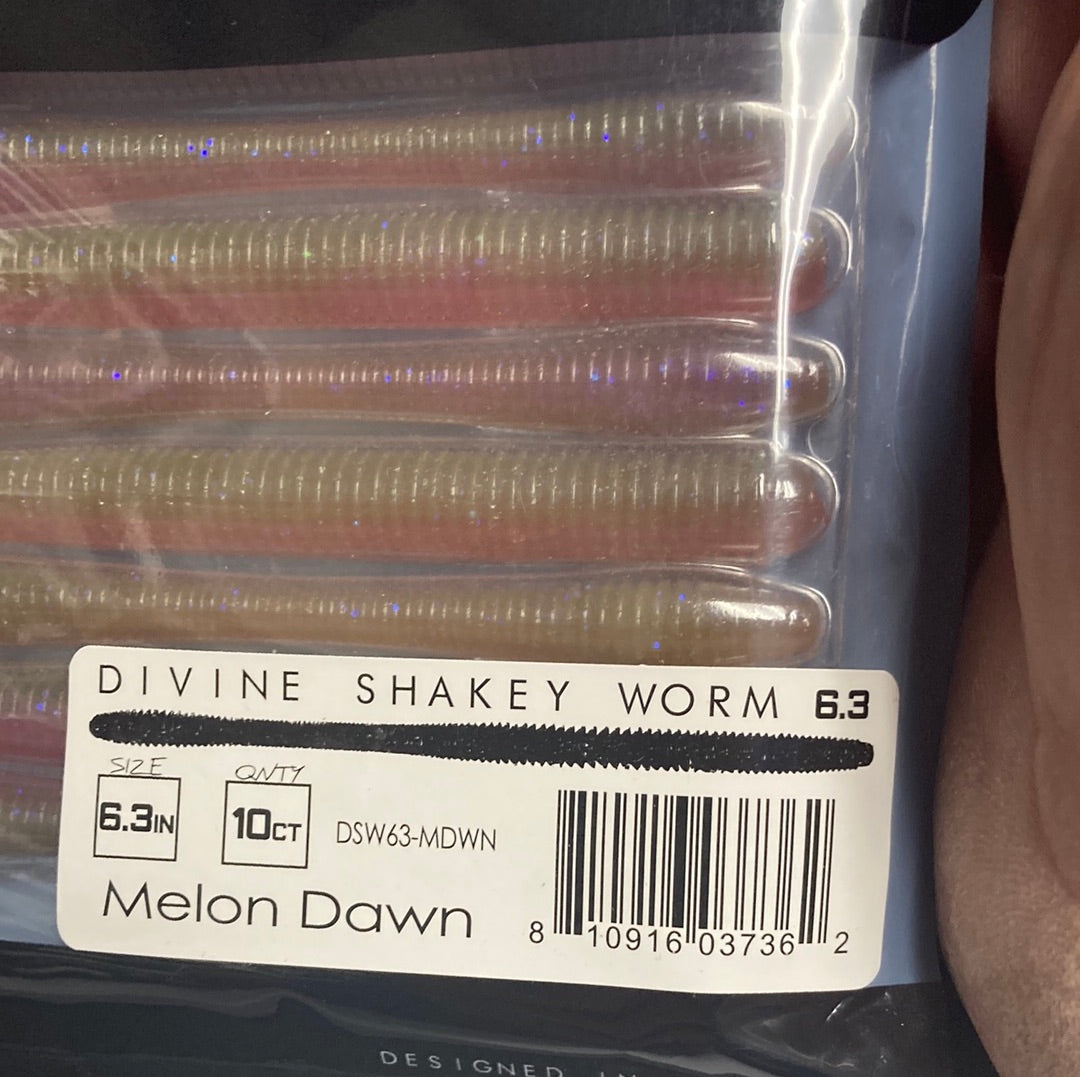 DIVINE SHAKEY WORM 6.3
SIZE QNTY
6.3IN 10CT DSW63-MDWN
Melon Dawn
8 10916 03736 2
DESIGNED IN